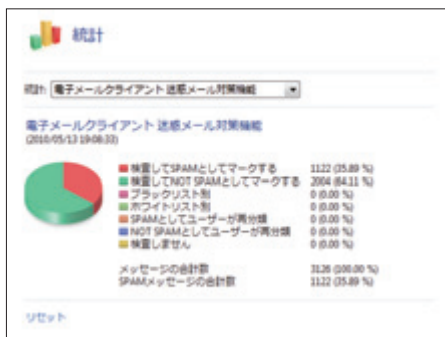 統計
統計: 電子メールクライアント 迷惑メール対策機能
電子メールクライアント 迷惑メール対策機能
(2010/05/13 19:08:33)
検査してSPAMとしてマークする 1122 (35.89 %)
検査してNOT SPAMとしてマークする 2004 (64.11 %)
ブラックリスト別 0 (0.00 %)
ホワイトリスト別 0 (0.00 %)
SPAMとしてユーザーが再分類 0 (0.00 %)
NOT SPAMとしてユーザーが再分類 0 (0.00 %)
検査しません 0 (0.00 %)
メッセージの合計数 3126 (100.00 %)
SPAMメッセージの合計数 1122 (35.89 %)
リセット